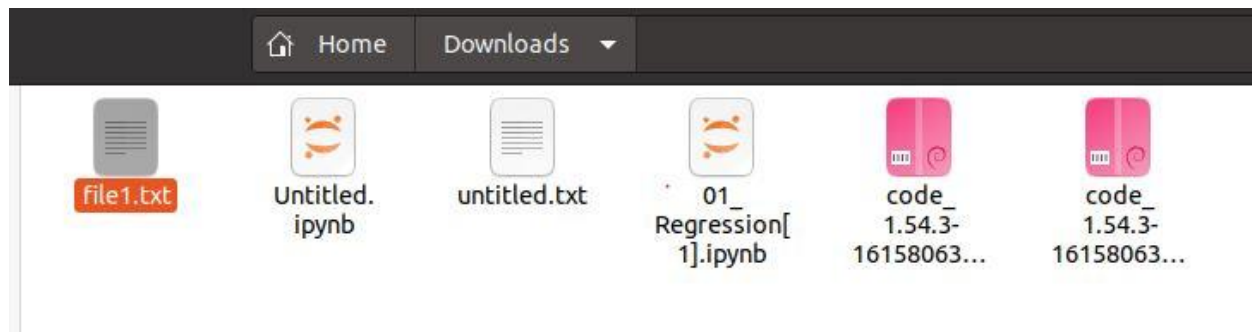 Home Downloads
file1.txt Untitled. untitled.txt 01_ code_ code_
ipynb Regression[ 1.54.3- 1.54.3-
1].ipynb 16158063... 16158063...